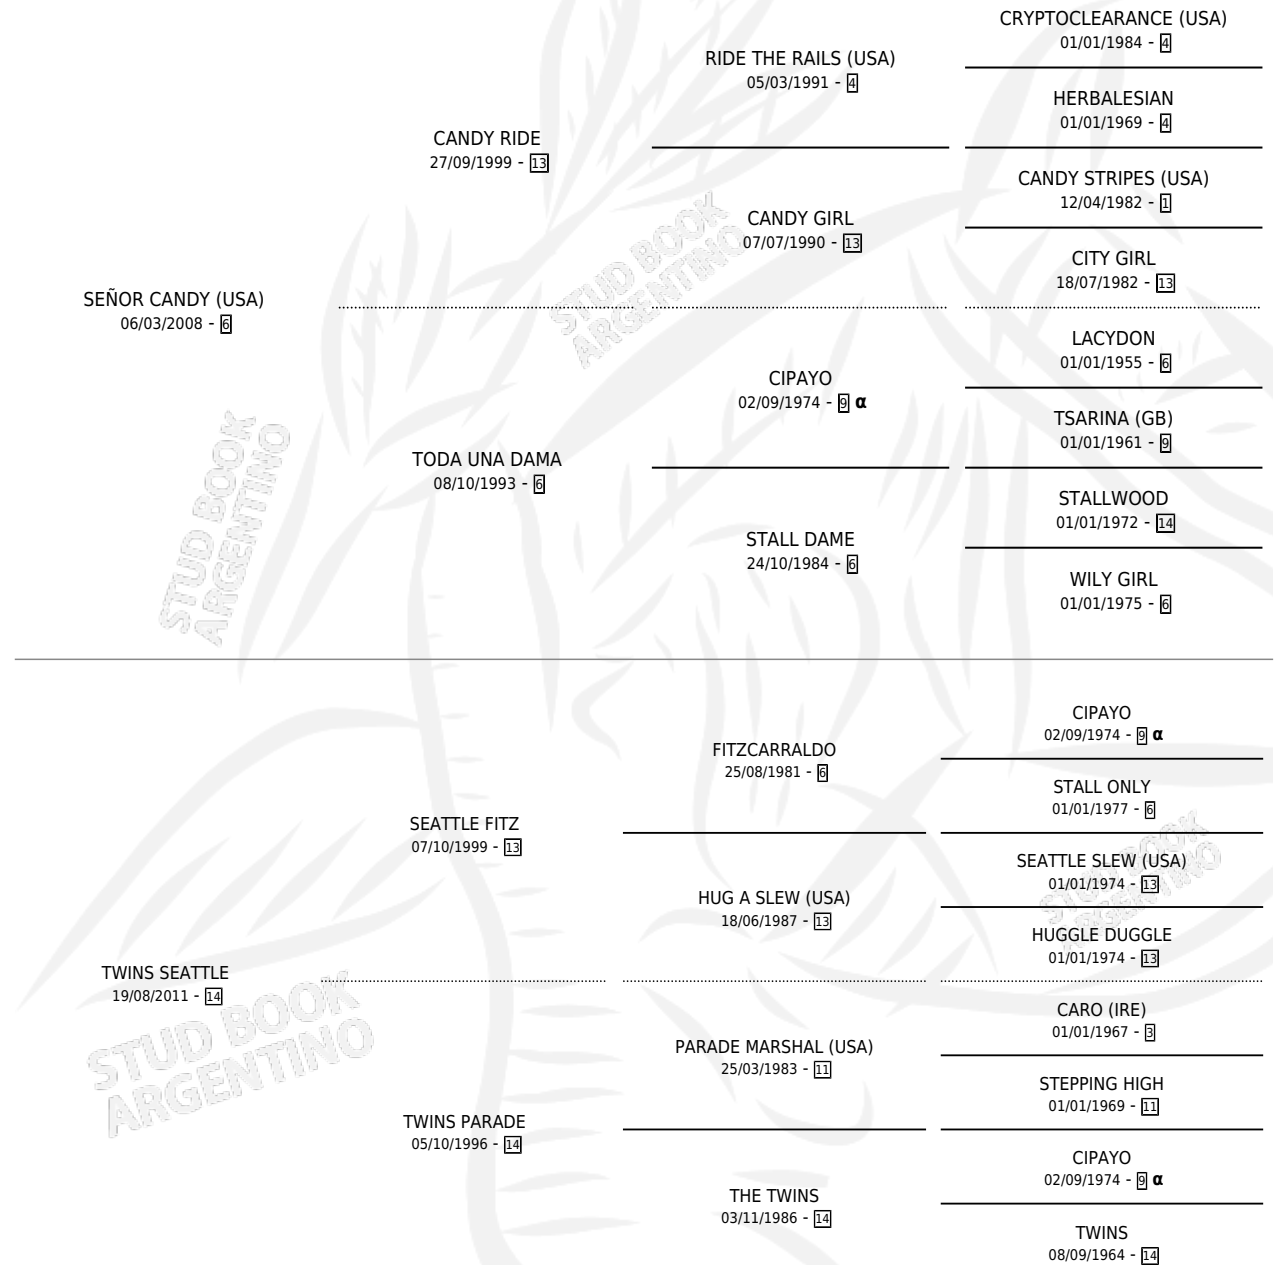 CRYPTOCLEARANCE (USA)
01/01/1984 - 4
RIDE THE RAILS (USA)
05/03/1991 - 4
HERBALESIAN
01/01/1969 - 4
CANDY RIDE
27/09/1999 - 13
CANDY STRIPES (USA)
12/04/1982 - 1
CANDY GIRL
07/07/1990 - 13
CITY GIRL
18/07/1982 - 13
SEÑOR CANDY (USA)
06/03/2008 - 6
LACYDON
01/01/1955 - 6
CIPAYO
02/09/1974 - 9 α
TSARINA (GB)
01/01/1961 - 9
TODA UNA DAMA
08/10/1993 - 6
STALLWOOD
01/01/1972 - 14
STALL DAME
24/10/1984 - 6
WILY GIRL
01/01/1975 - 6
CIPAYO
02/09/1974 - 9 α
FITZCARRALDO
25/08/1981 - 6
STALL ONLY
01/01/1977 - 6
SEATTLE FITZ
07/10/1999 - 13
SEATTLE SLEW (USA)
01/01/1974 - 13
HUG A SLEW (USA)
18/06/1987 - 13
HUGGLE DUGGLE
01/01/1974 - 13
TWINS SEATTLE
19/08/2011 - 14
CARO (IRE)
01/01/1967 - 3
PARADE MARSHAL (USA)
25/03/1983 - 11
STEPPING HIGH
01/01/1969 - 11
TWINS PARADE
05/10/1996 - 14
CIPAYO
02/09/1974 - 9 α
THE TWINS
03/11/1986 - 14
TWINS
08/09/1964 - 14
STUD BOOK
ARGENTINO
STUD BOOK
ARGENTINO
STUD BOOK
ARGENTINO
STUD BOOK
ARGENTINO